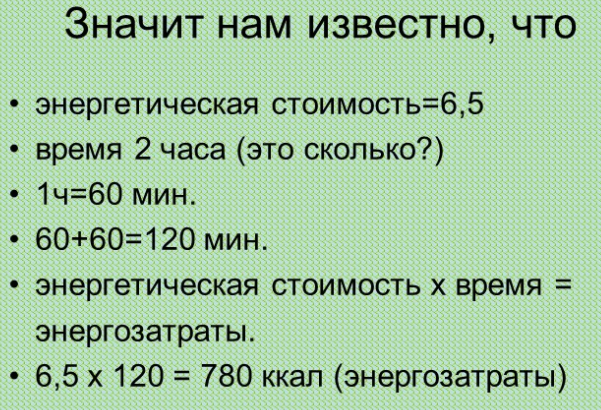 Значит нам известно, что
• энергетическая стоимость=6,5
• время 2 часа (это сколько?)
• 1ч=60 мин.
• 60+60=120 мин.
• энергетическая стоимость х время =
энергозатраты.
• 6,5 х 120 = 780 ккал (энергозатраты)